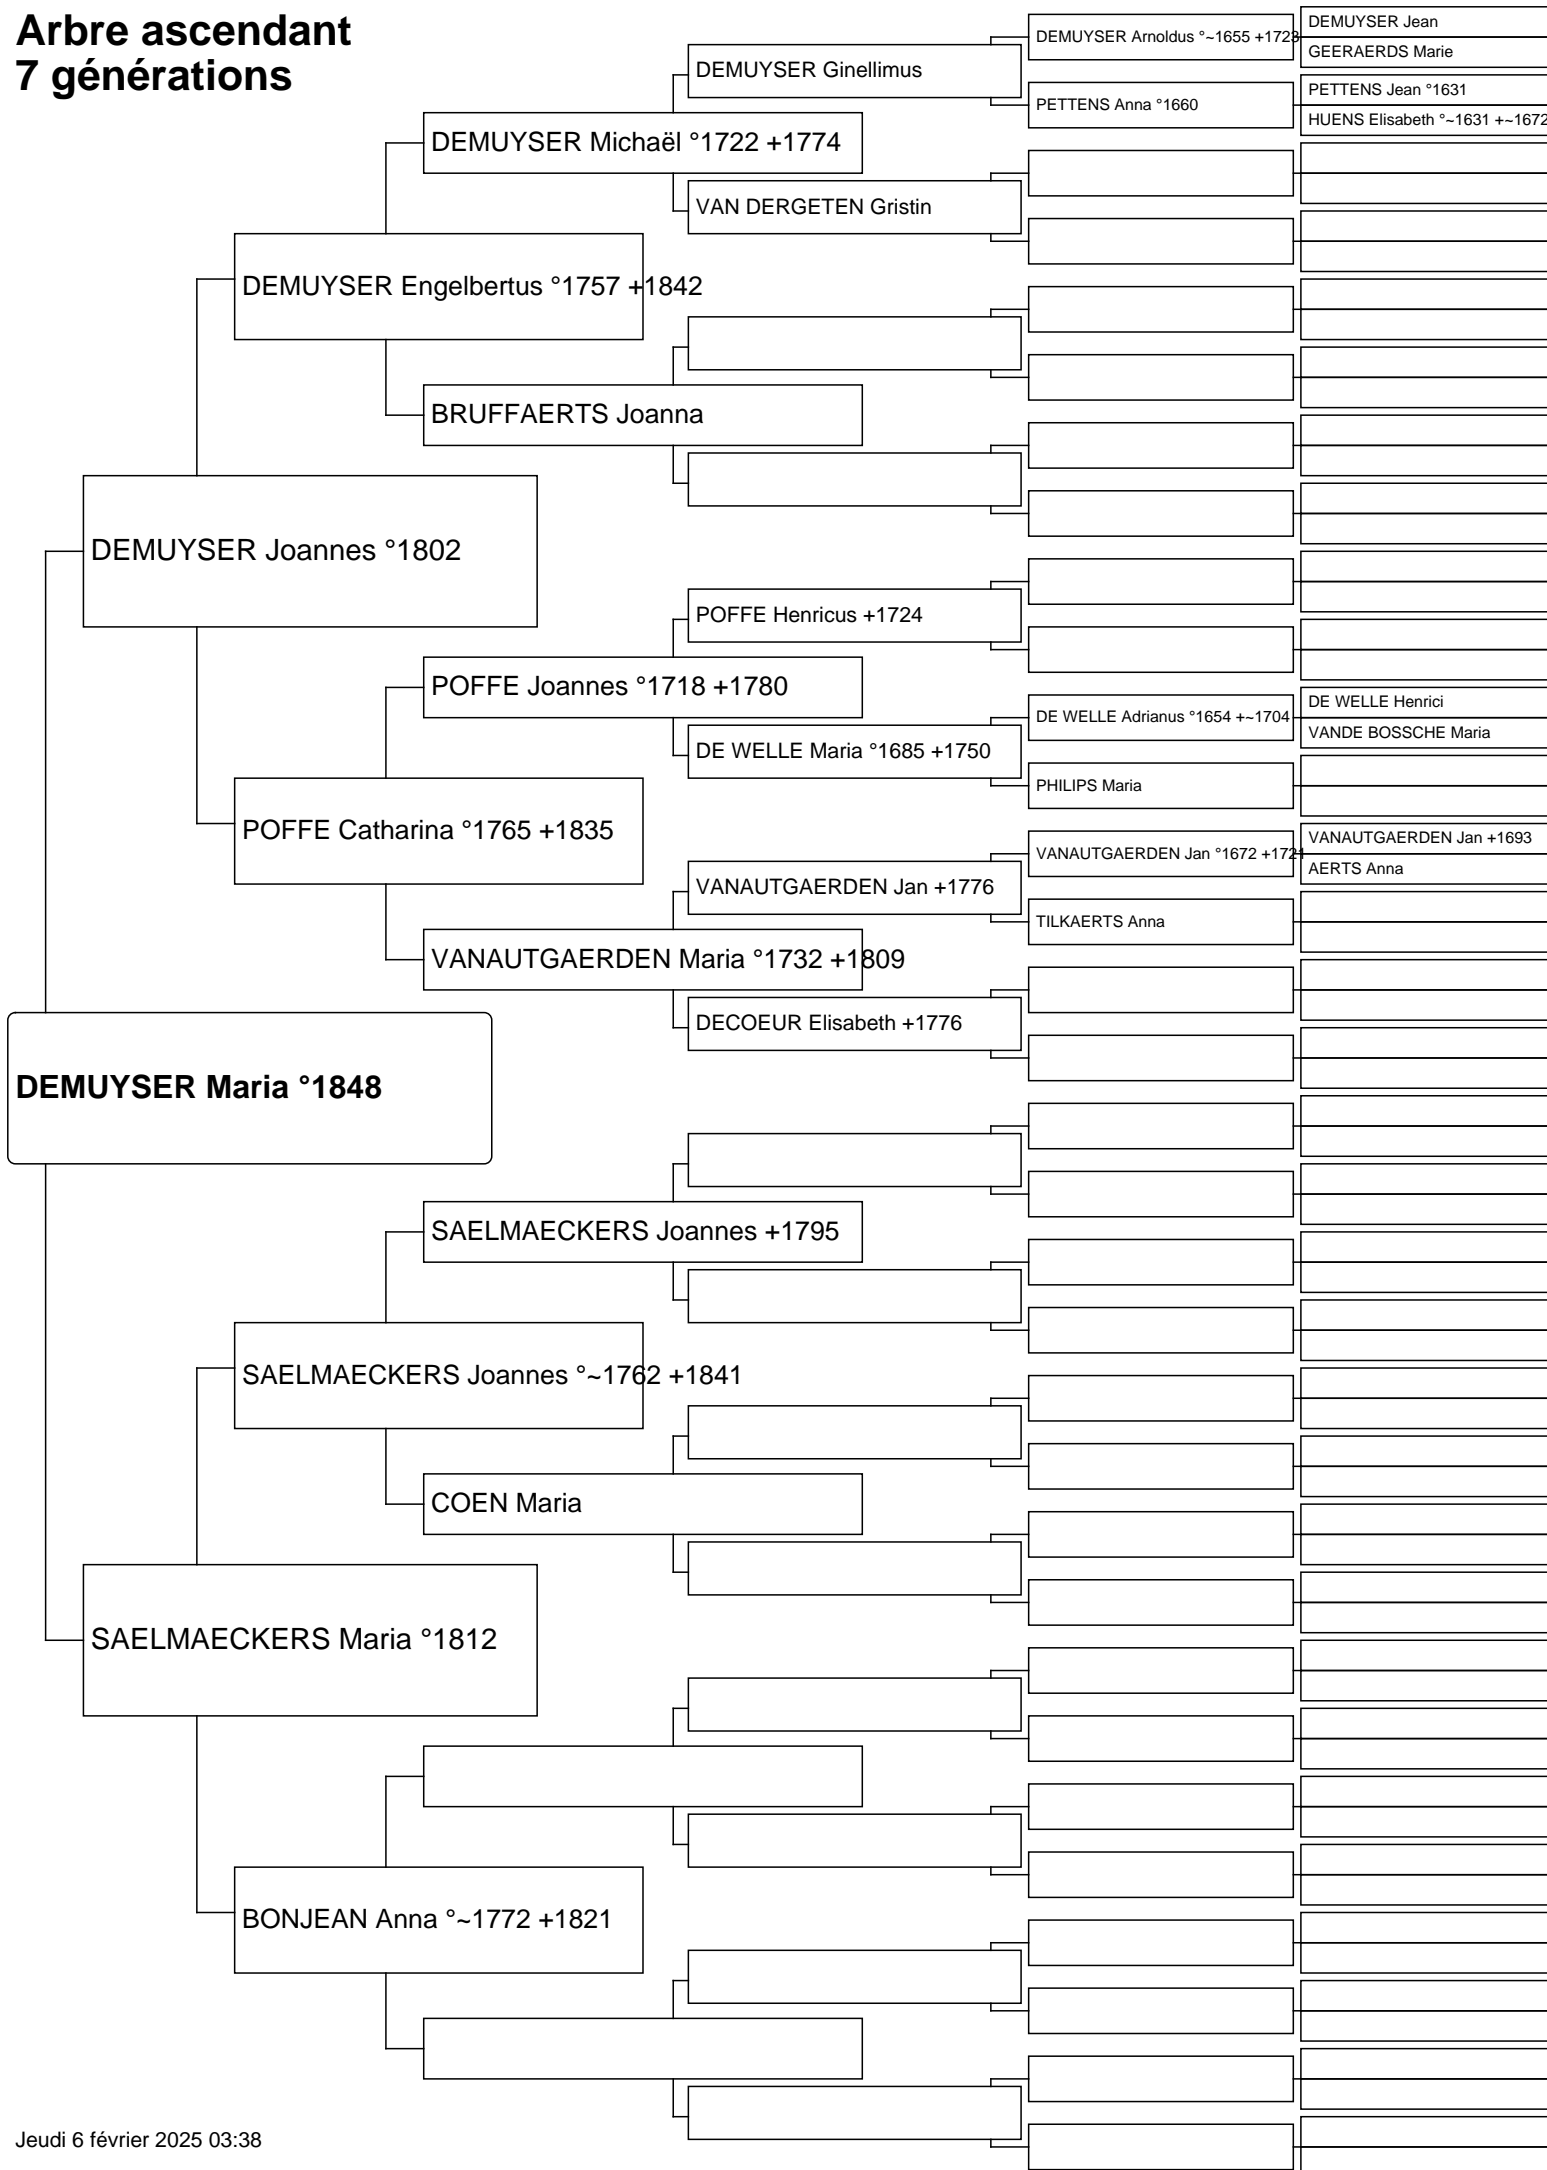 Arbre ascendant
7 générations
DEMUYSER Jean
DEMUYSER Arnoldus °~1655 +1723
GEERAERDS Marie
DEMUYSER Ginellimus
PETTENS Jean °1631
PETTENS Anna °1660
HUENS Elisabeth °~1631 +~1672
DEMUYSER Michaël °1722 +1774
VAN DERGETEN Gristin
DEMUYSER Engelbertus °1757 +1842
BRUFFAERTS Joanna
DEMUYSER Joannes °1802
POFFE Henricus +1724
POFFE Joannes °1718 +1780
DE WELLE Henrici
DE WELLE Adrianus °1654 +~1704
VANDE BOSSCHE Maria
DE WELLE Maria °1685 +1750
PHILIPS Maria
POFFE Catharina °1765 +1835
VANAUTGAERDEN Jan +1693
VANAUTGAERDEN Jan °1672 +1721
AERTS Anna
VANAUTGAERDEN Jan +1776
TILKAERTS Anna
VANAUTGAERDEN Maria °1732 +1809
DECOEUR Elisabeth +1776
DEMUYSER Maria °1848
SAELMAECKERS Joannes +1795
SAELMAECKERS Joannes °~1762 +1841
COEN Maria
SAELMAECKERS Maria °1812
BONJEAN Anna °~1772 +1821
Jeudi 6 février 2025 03:38